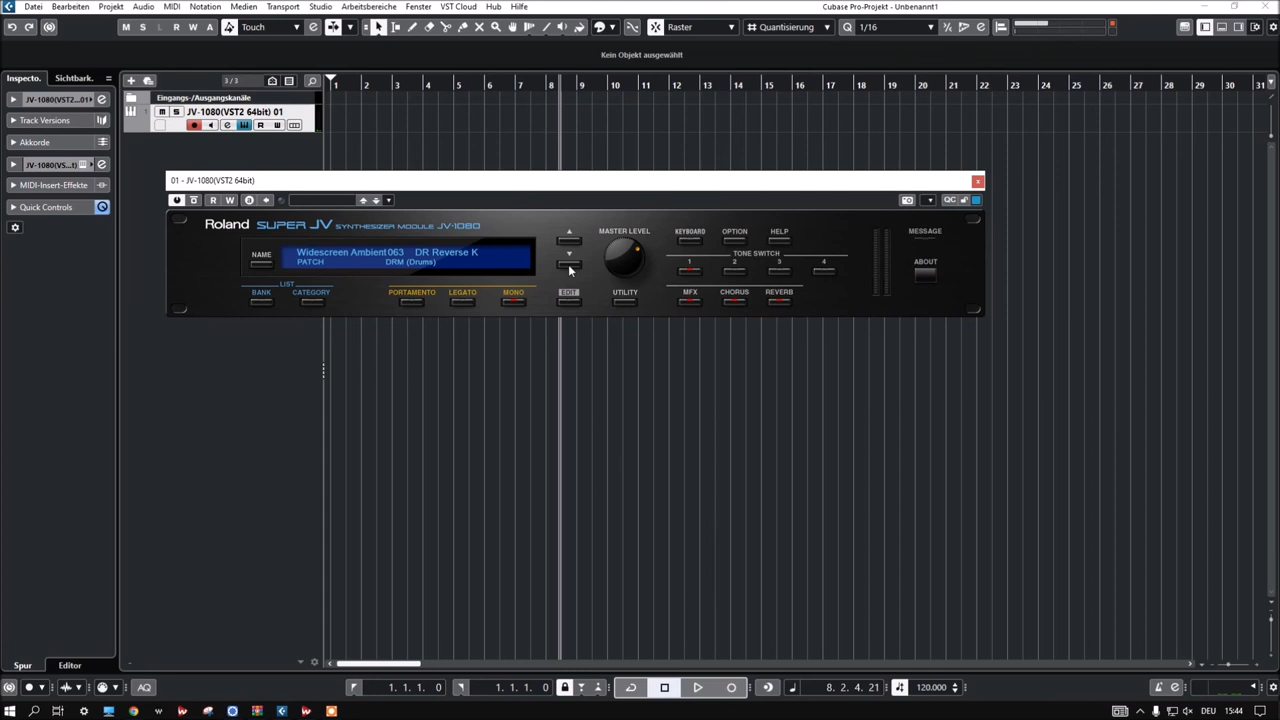 Datei Bearbeiten Projekt Audio MIDI Notation Medien Transport Studio Arbeitsbereiche Fenster VST Cloud Hub Hilfe
Cubase Pro-Projekt - Unbenannt1
M S L R W A Touch Raster Quantisierung Q 1/16
Kein Objekt ausgewählt
Inspecto. Sichtbark. 3/3
1 2 3 4 5 6 7 8 9 10 11 12 13 14 15 16 17 18 19 20 21 22 23 24 25 26 27 28 29 30 31
JV-1080(VST2...01
Eingangs-/Ausgangskanäle
m S JV-1080(VST2 64bit) 01
R W
Track Versions
Akkorde
JV-1080(VS...t)
MIDI-Insert-Effekte
Quick Controls
01 - JV-1080(VST2 64bit)
R W QC
Roland SUPER JV SYNTHESIZER MODULE JV-1080
MASTER LEVEL KEYBOARD OPTION HELP MESSAGE
NAME Widescreen Ambient 063 DR Reverse K
PATCH DRM (Drums)
TONE SWITCH
1 2 3 4 ABOUT
LIST
BANK CATEGORY PORTAMENTO LEGATO MONO EDIT UTILITY MFX CHORUS REVERB
Spur Editor
AQ 1. 1. 1. 0 1. 1. 1. 0 8. 2. 4. 21 120.000
DEU 15:44